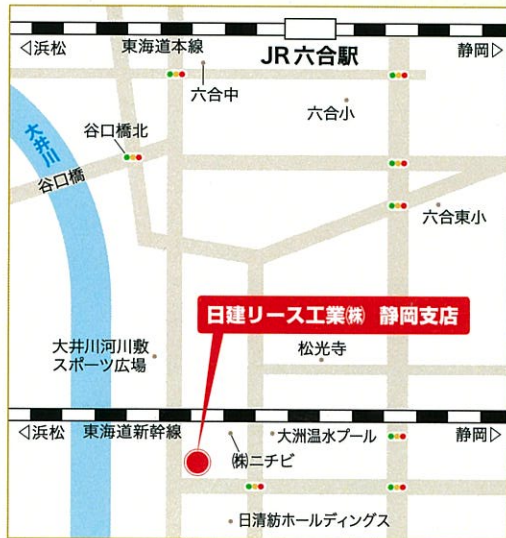 ◁浜松
東海道本線
JR六合駅
静岡▷
六合中
六合小
大井川
谷口橋北
谷口橋
六合東小
日建リース工業㈱ 静岡支店
大井川河川敷
スポーツ広場
松光寺
◁浜松
東海道新幹線
大洲温水プール
静岡▷
㈱ニチビ
日清紡ホールディングス